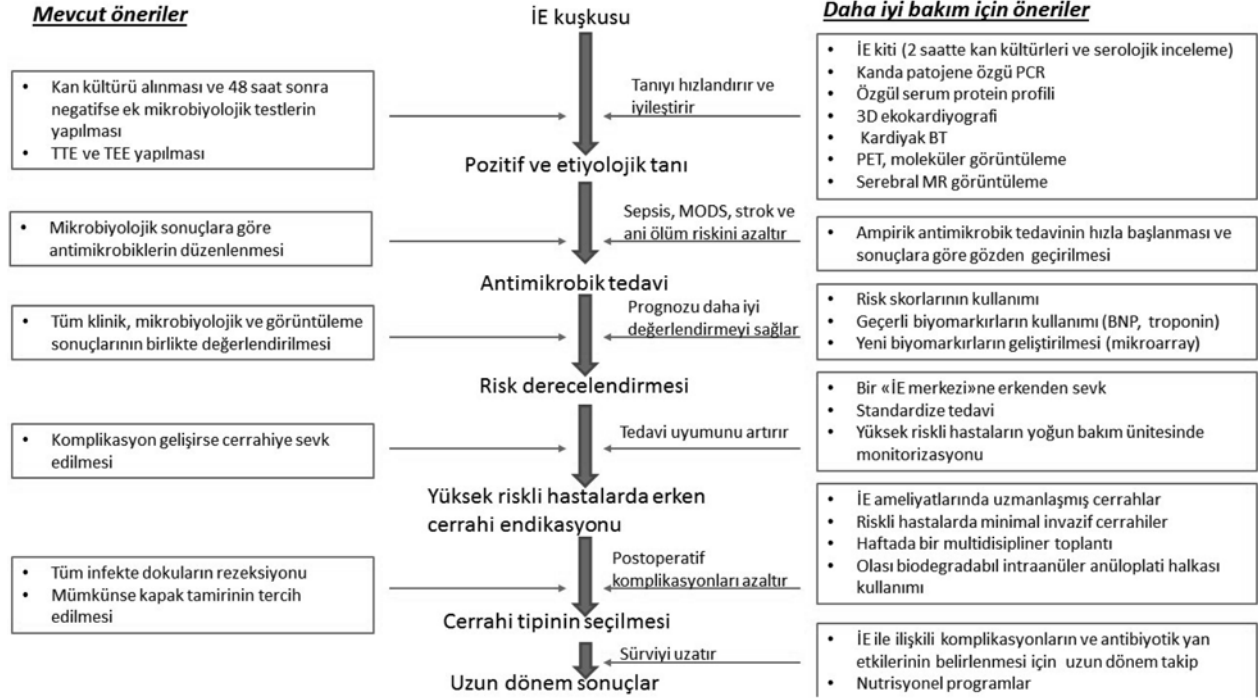 Mevcut öneriler
İE kuşkusu
Daha iyi bakım için öneriler
• Kan kültürü alınması ve 48 saat sonra
negatifse ek mikrobiyolojik testlerin
yapılması
• TTE ve TEE yapılması
Tanıyı hızlandırır ve
iyileştirir
• İE kiti (2 saatte kan kültürleri ve serolojik inceleme)
• Kanda patojene özgü PCR
• Özgül serum protein profili
• 3D ekokardiyografi
• Kardiyak BT
• PET, moleküler görüntüleme
• Serebral MR görüntüleme
Pozitif ve etiyolojik tanı
• Mikrobiyolojik sonuçlara göre
antimikrobiklerin düzenlenmesi
Sepsis, MODS, strok ve
ani ölüm riskini azaltır
• Ampirik antimikrobik tedavinin hızla başlanması ve
sonuçlara göre gözden geçirilmesi
Antimikrobik tedavi
• Tüm klinik, mikrobiyolojik ve görüntüleme
sonuçlarının birlikte değerlendirilmesi
Prognozu daha iyi
değerlendirmeyi sağlar
• Risk skorlarının kullanımı
• Geçerli biyomarkırların kullanımı (BNP, troponin)
• Yeni biyomarkırların geliştirilmesi (mikroarray)
Risk derecelendirmesi
• Komplikasyon gelişirse cerrahiye sevk
edilmesi
Tedavi uyumunu artırır
• Bir «İE merkezi»ne erkenden sevk
• Standardize tedavi
• Yüksek riskli hastaların yoğun bakım ünitesinde
monitorizasyonu
Yüksek riskli hastalarda erken
cerrahi endikasyonu
• Tüm infekte dokuların rezeksiyonu
• Mümkünse kapak tamirinin tercih
edilmesi
Postoperatif
komplikasyonları azaltır
• İE ameliyatlarında uzmanlaşmış cerrahlar
• Riskli hastalarda minimal invazif cerrahiler
• Haftada bir multidisipliner toplantı
• Olası biodegradabıl intraanüler anüloplati halkası
kullanımı
Cerrahi tipinin seçilmesi
Sürviyi uzatır
• İE ile ilişkili komplikasyonların ve antibiyotik yan
etkilerinin belirlenmesi için uzun dönem takip
• Nutrisyonel programlar
Uzun dönem sonuçlar